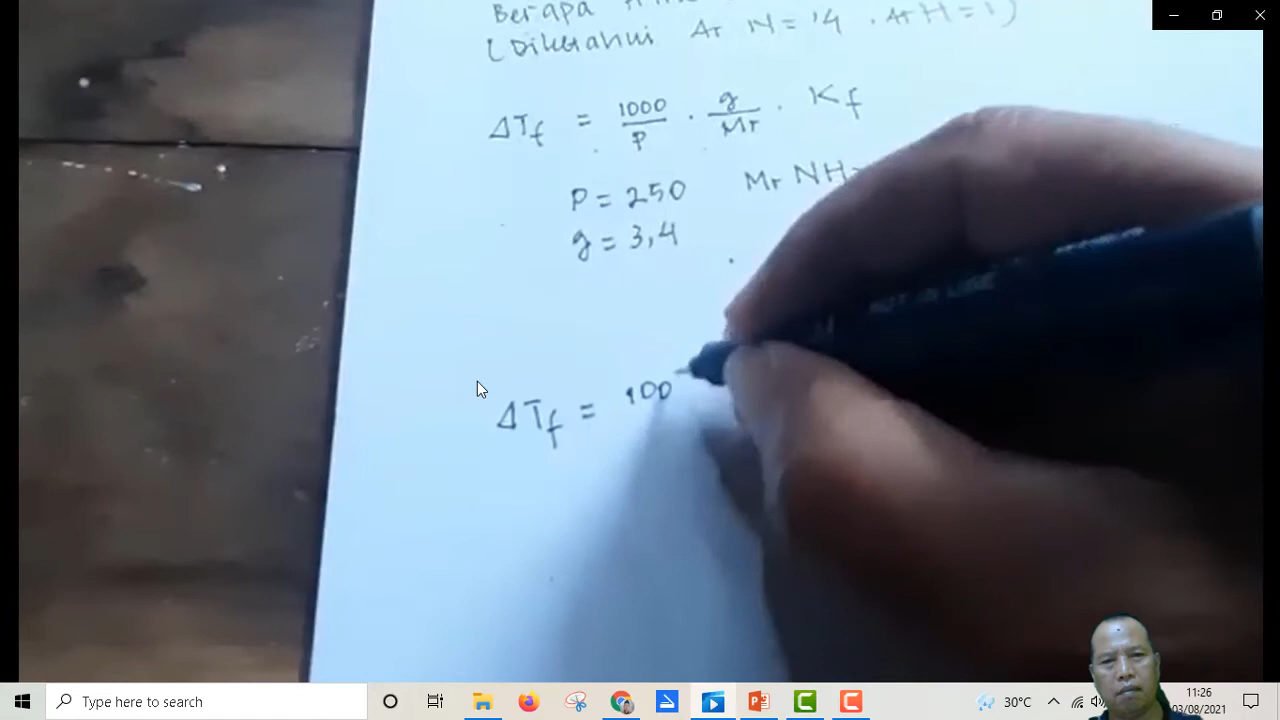 Berapa
(Diketahui Ar N = 14 . Ar H = 1)
ΔTf = 1000/P . g/Mr . Kf
P = 250 Mr NH
g = 3,4
ΔTf = 100
Type here to search
30°C
11:26
03/08/2021